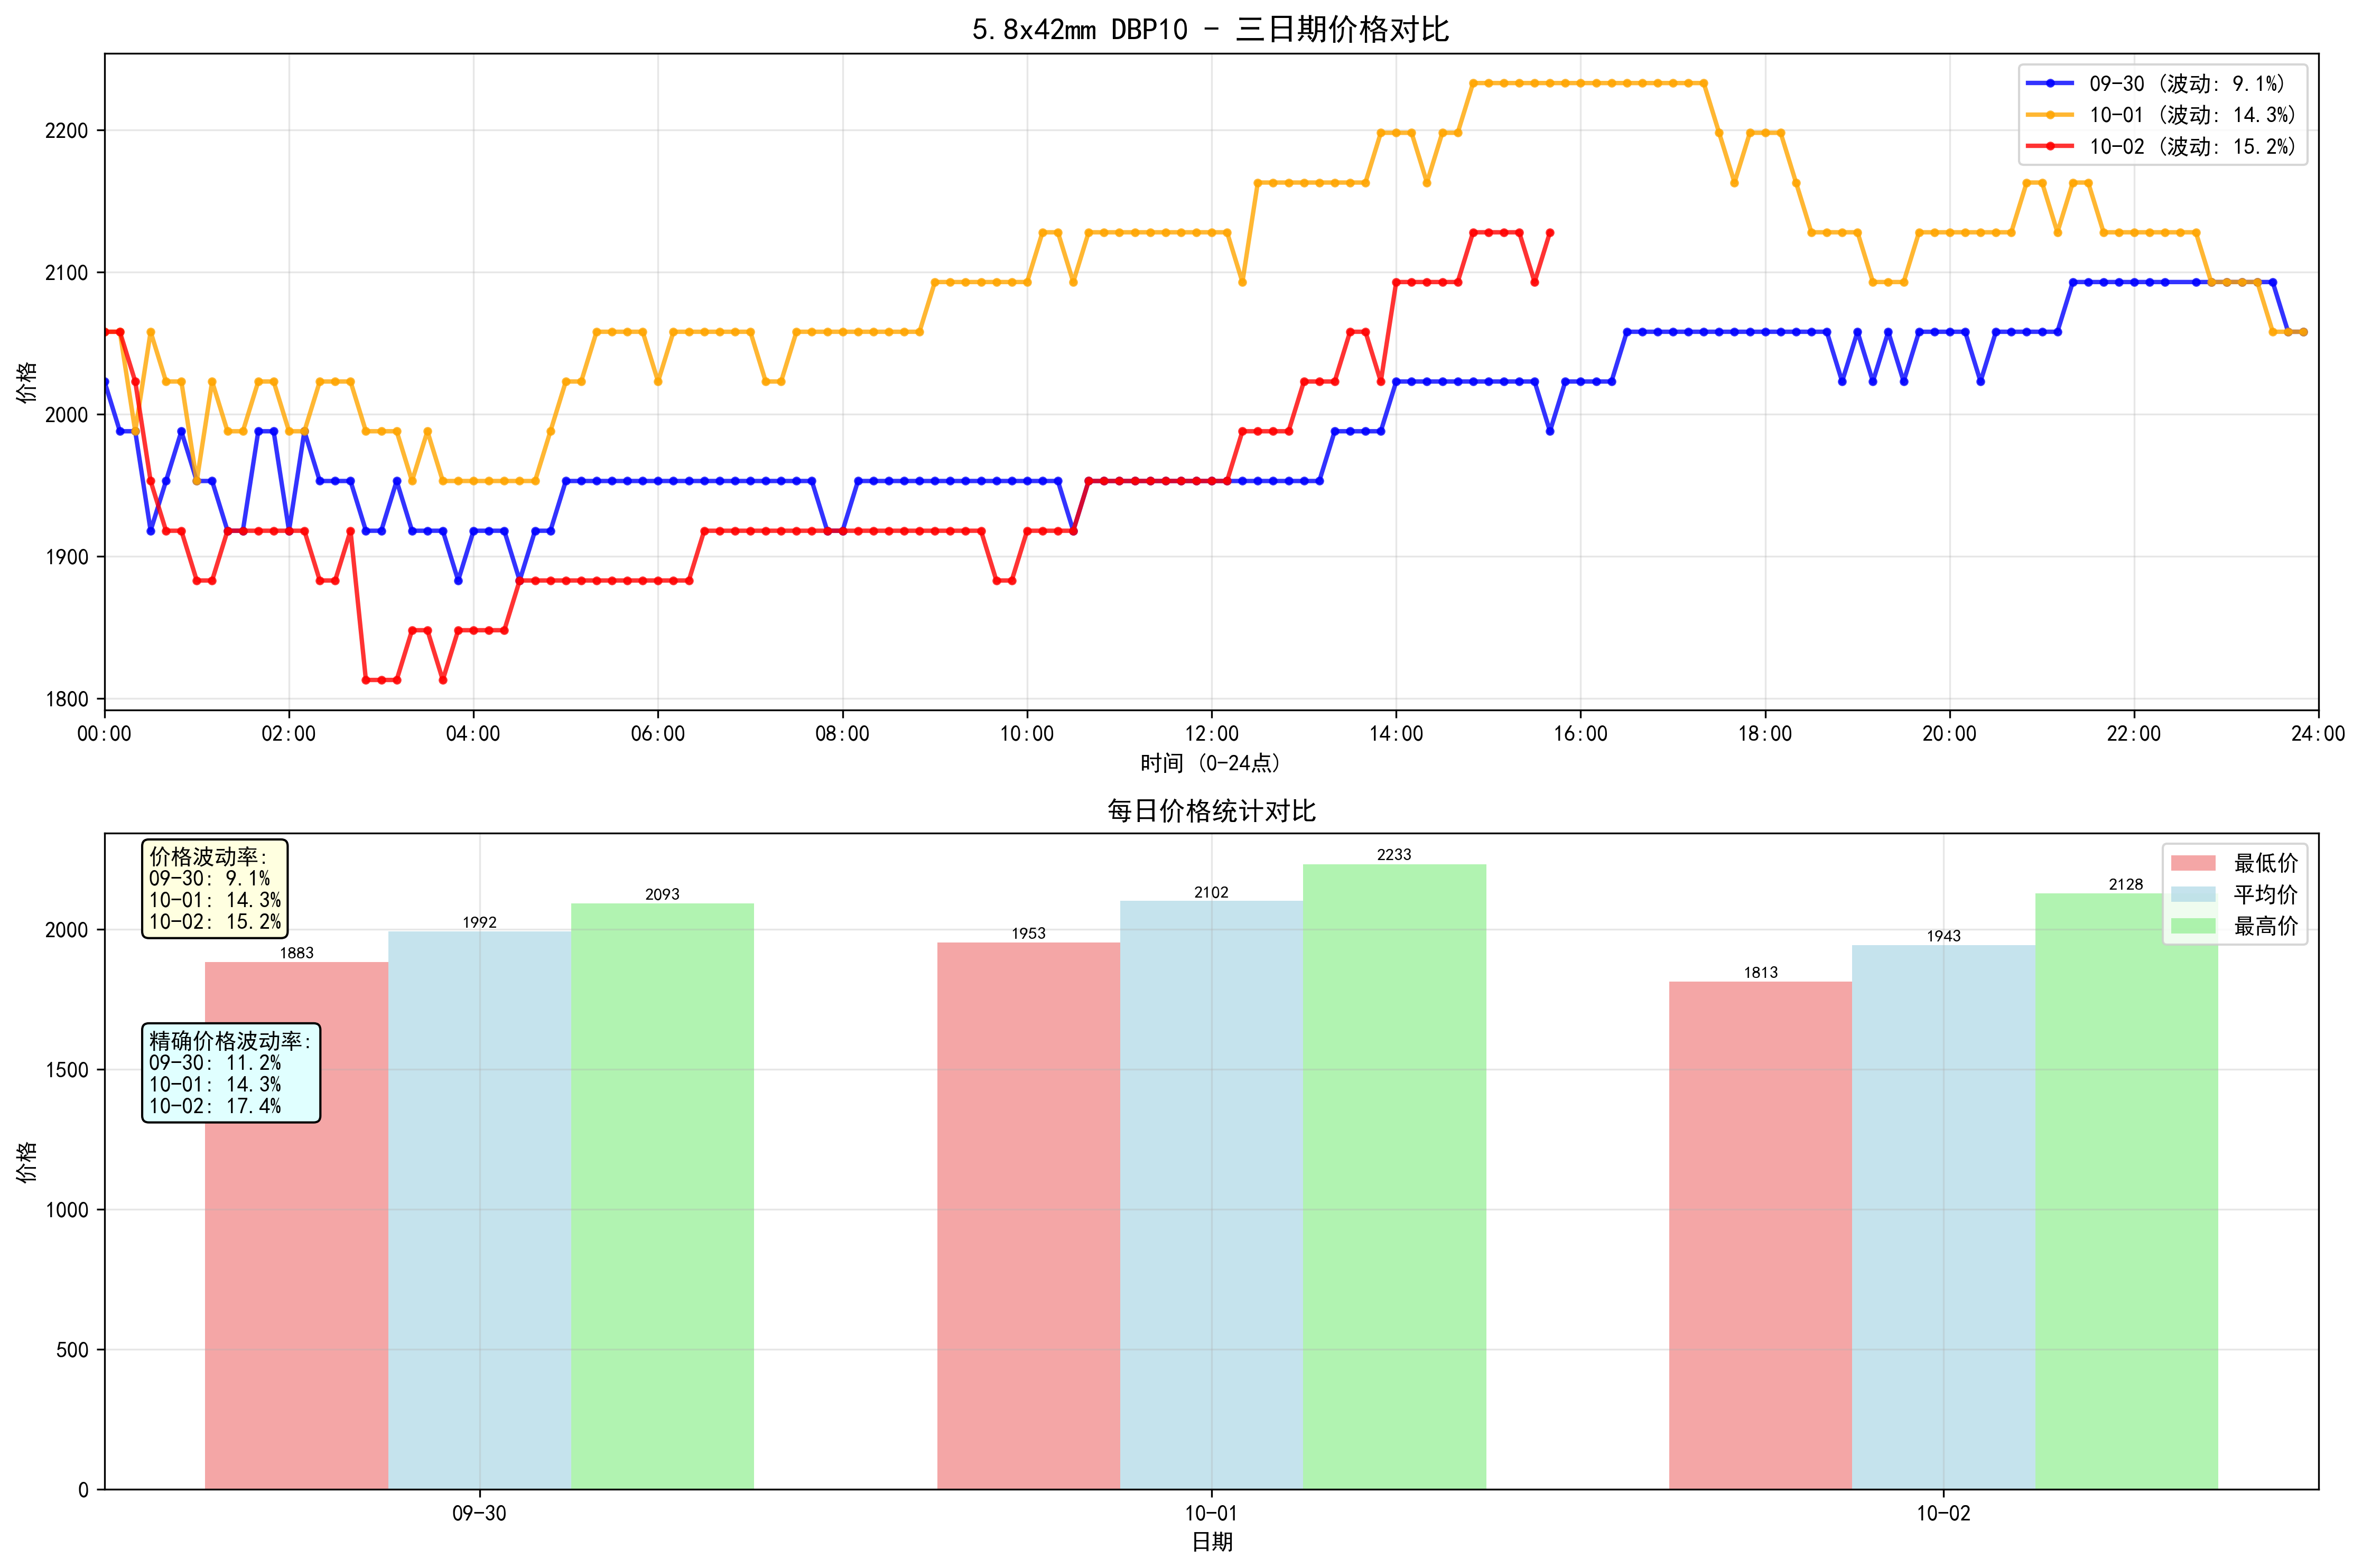 5.8x42mm DBP10 - 三日期价格对比
09-30 (波动: 9.1%)
10-01 (波动: 14.3%)
10-02 (波动: 15.2%)
价格
2200
2100
2000
1900
1800
00:00 02:00 04:00 06:00 08:00 10:00 12:00 14:00 16:00 18:00 20:00 22:00 24:00
时间 (0-24点)
每日价格统计对比
价格波动率:
09-30: 9.1%
10-01: 14.3%
10-02: 15.2%
精确价格波动率:
09-30: 11.2%
10-01: 14.3%
10-02: 17.4%
最低价
平均价
最高价
1883
1992
2093
1953
2102
2233
1813
1943
2128
价格
2000
1500
1000
500
0
09-30 10-01 10-02
日期